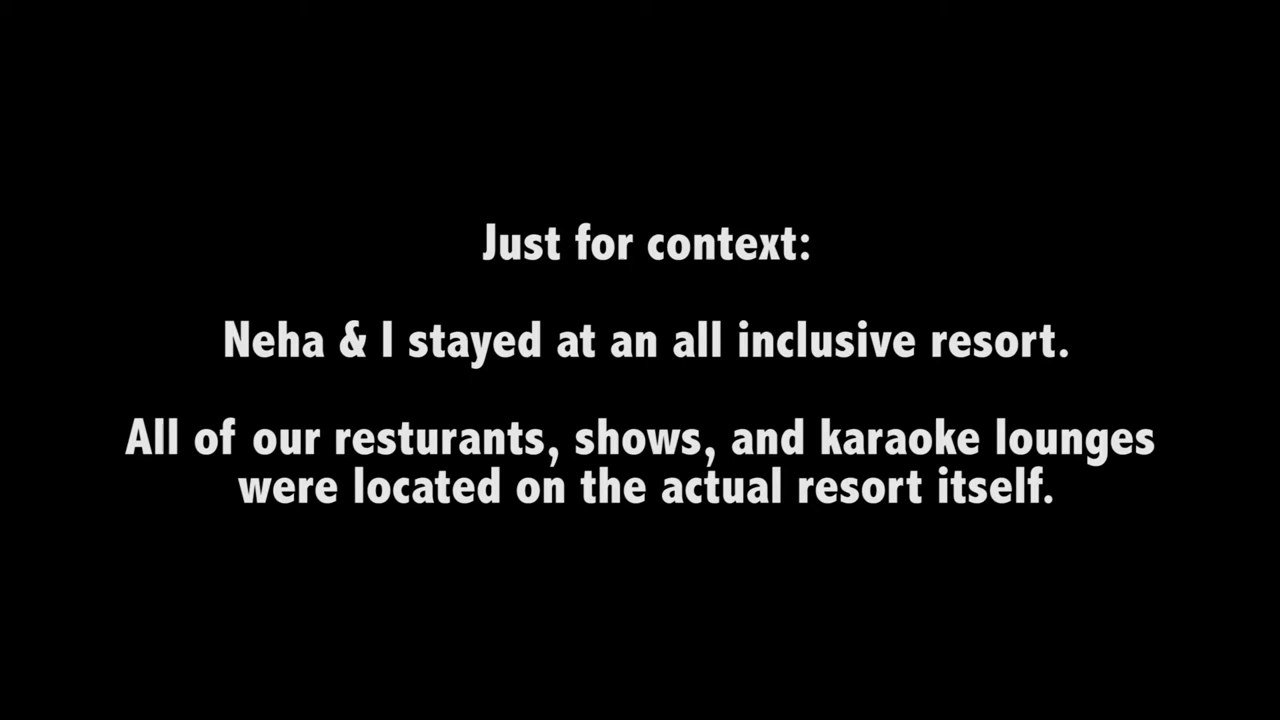 Just for context:
Neha & I stayed at an all inclusive resort.
All of our resturants, shows, and karaoke lounges
were located on the actual resort itself.